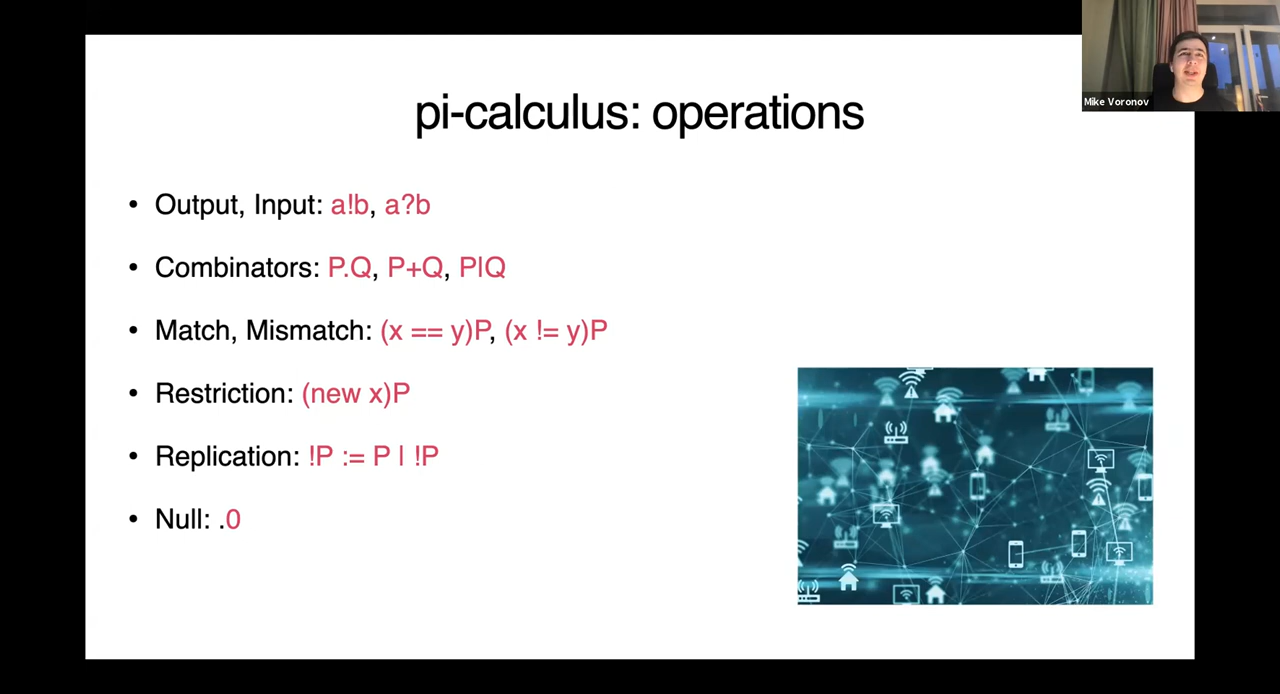 pi-calculus: operations
Mike Voronov
• Output, Input: a!b, a?b
• Combinators: P.Q, P+Q, P|Q
• Match, Mismatch: (x == y)P, (x != y)P
• Restriction: (new x)P
• Replication: !P := P | !P
• Null: .0